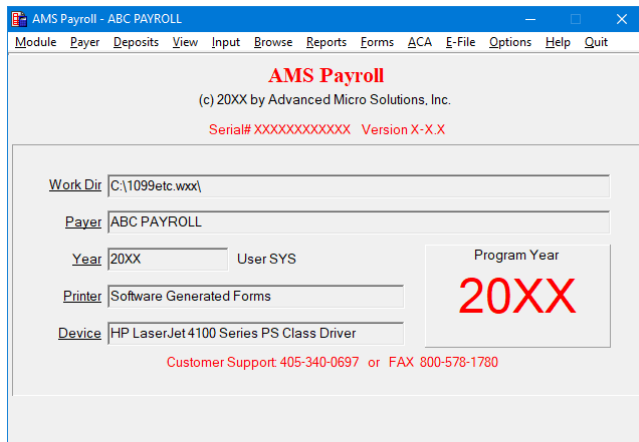 AMS Payroll - ABC PAYROLL
Module Payer Deposits View Input Browse Reports Forms ACA E-File Options Help Quit
AMS Payroll
(c) 20XX by Advanced Micro Solutions, Inc.
Serial# XXXXXXXXXXXX Version X-X.X
Work Dir C:\1099etc.wxx\
Payer ABC PAYROLL
Year 20XX User SYS
Program Year
20XX
Printer Software Generated Forms
Device HP LaserJet 4100 Series PS Class Driver
Customer Support 405-340-0697 or FAX 800-578-1780